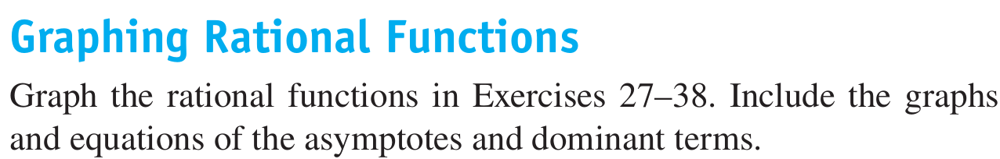 Graphing Rational Functions
Graph the rational functions in Exercises 27–38. Include the graphs
and equations of the asymptotes and dominant terms.